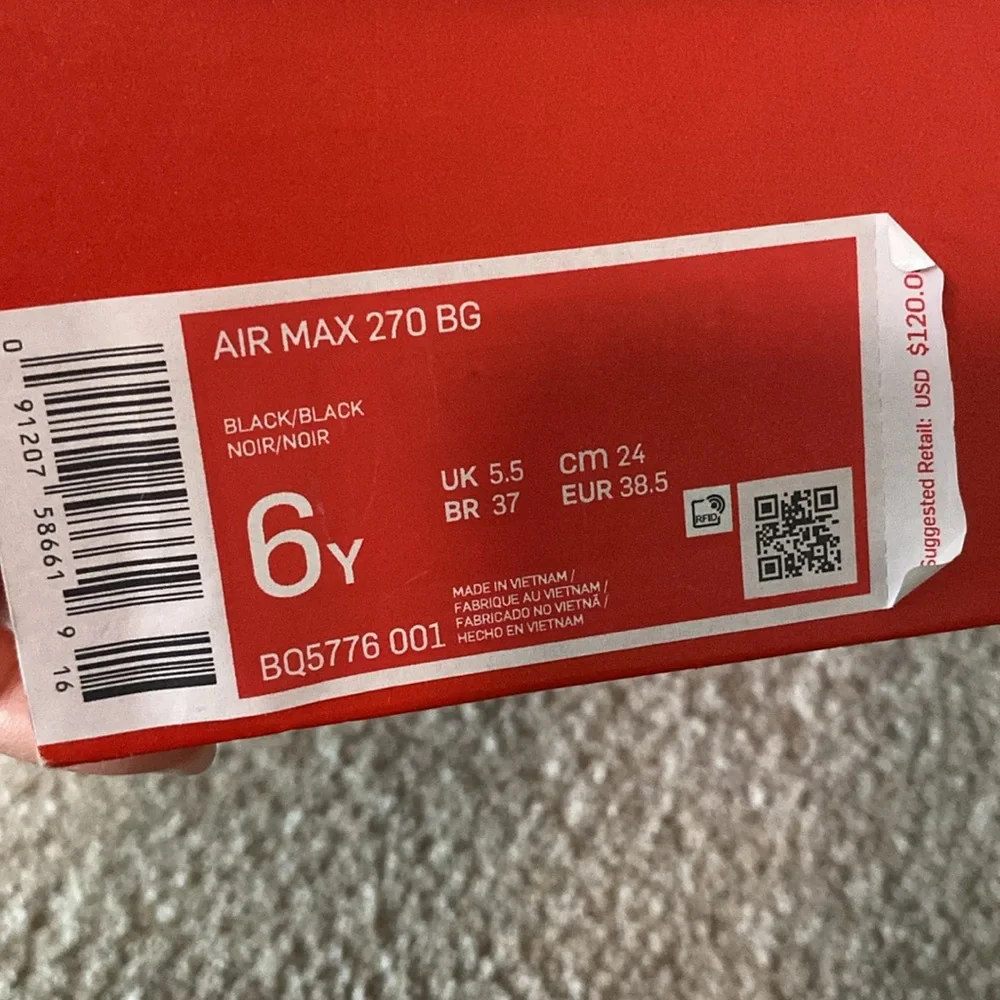 AIR MAX 270 BG
BLACK/BLACK
NOIR/NOIR
6Y
UK 5.5 cm 24
BR 37 EUR 38.5
RFID
BQ5776 001
MADE IN VIETNAM /
FABRIQUE AU VIETNAM /
FABRICADO NO VIETNÃ /
HECHO EN VIETNAM
0 91207 58661 9 16
Suggested Retail: USD $120.0